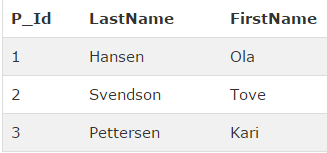 P_Id LastName FirstName
1 Hansen Ola
2 Svendson Tove
3 Pettersen Kari